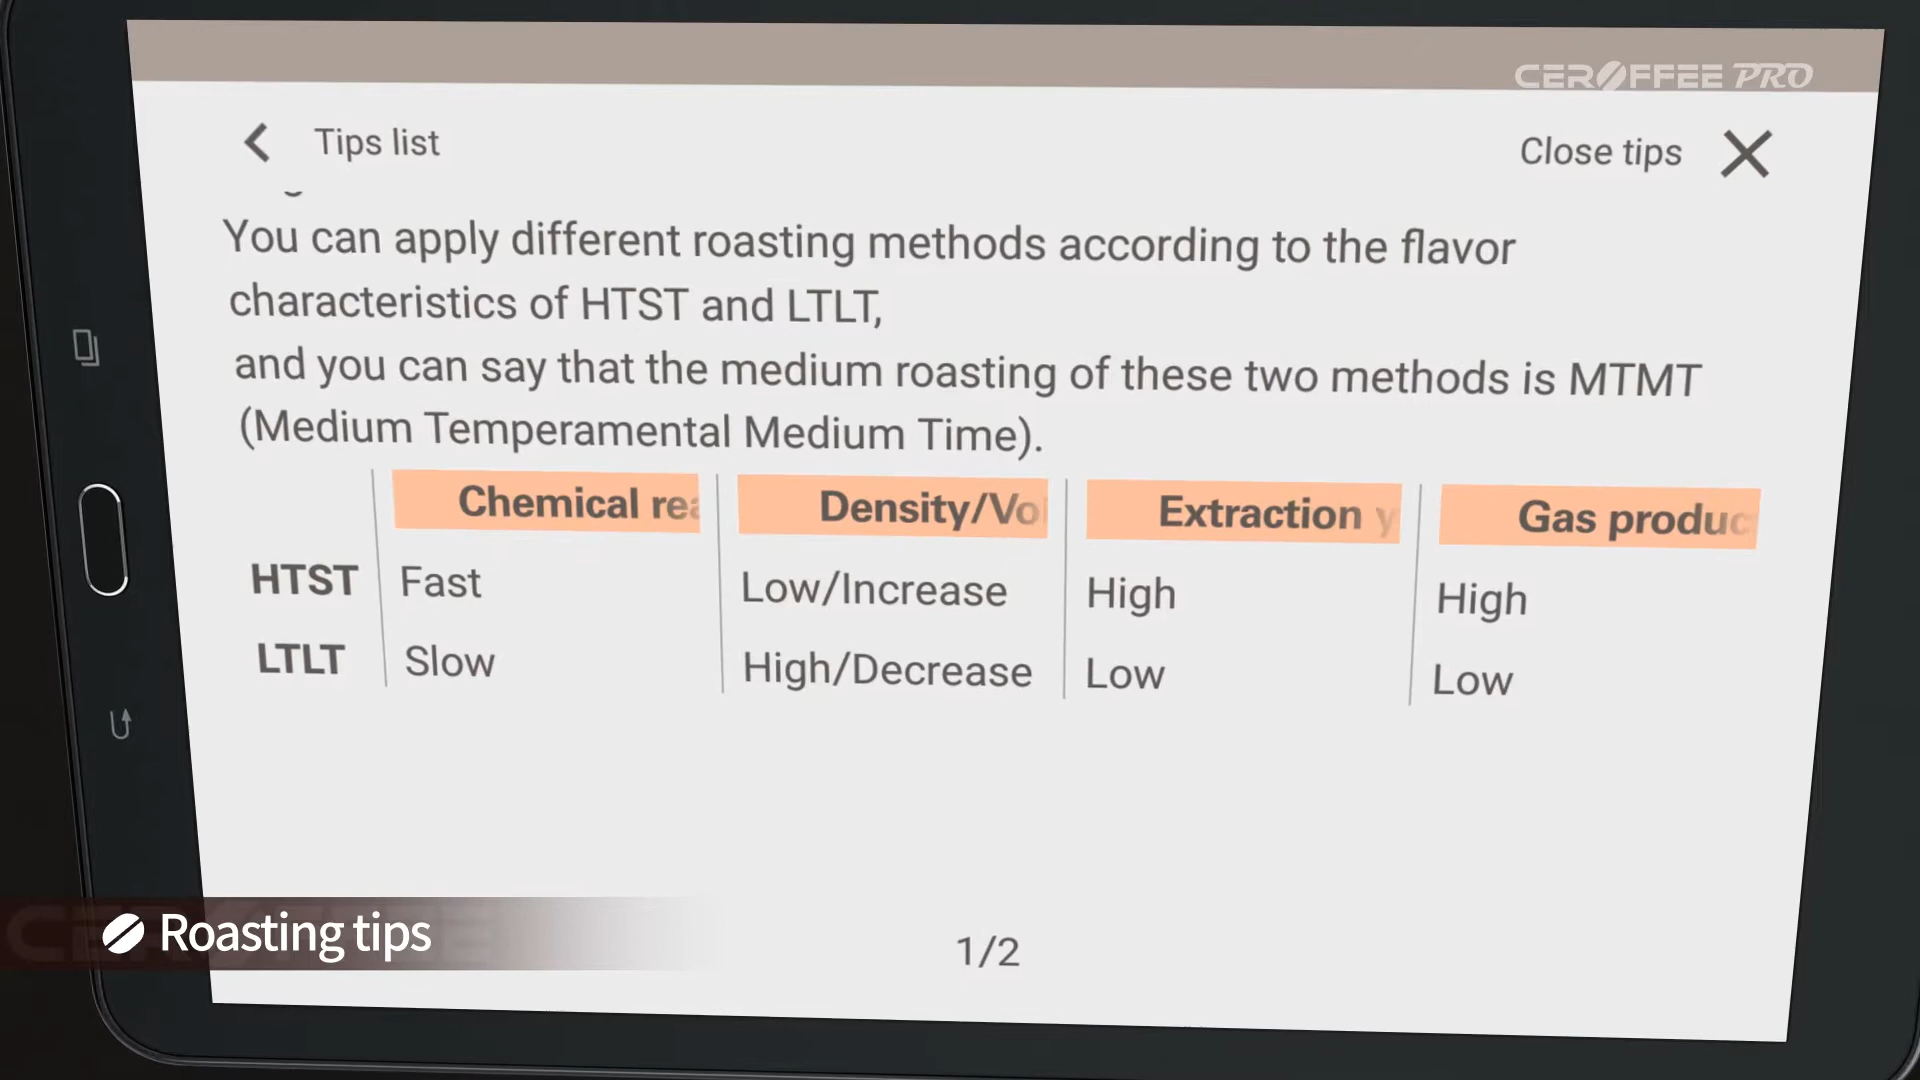 CEROFFEE PRO
Tips list
Close tips
You can apply different roasting methods according to the flavor
characteristics of HTST and LTLT,
and you can say that the medium roasting of these two methods is MTMT
(Medium Temperamental Medium Time).
Chemical Density/Vo Extraction Gas produc
HTST Fast Low/Increase High High
LTLT Slow High/Decrease Low Low
Roasting tips
1/2